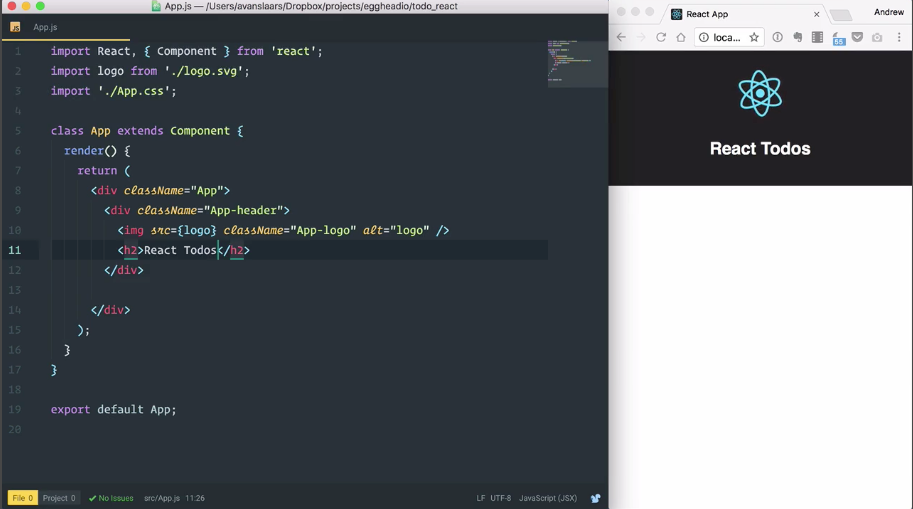 App.js — /Users/avanslaars/Dropbox/projects/eggheadio/todo_react
JS App.js
1 import React, { Component } from 'react';
2 import logo from './logo.svg';
3 import './App.css';
4
5 class App extends Component {
6 render() {
7 return (
8 <div className="App">
9 <div className="App-header">
10 <img src={logo} className="App-logo" alt="logo" />
11 <h2>React Todos</h2>
12 </div>
13
14 </div>
15 );
16 }
17 }
18
19 export default App;
20
File 0 Project 0 No Issues src/App.js 11:26 LF UTF-8 JavaScript (JSX)
React App Andrew
loca...
React Todos